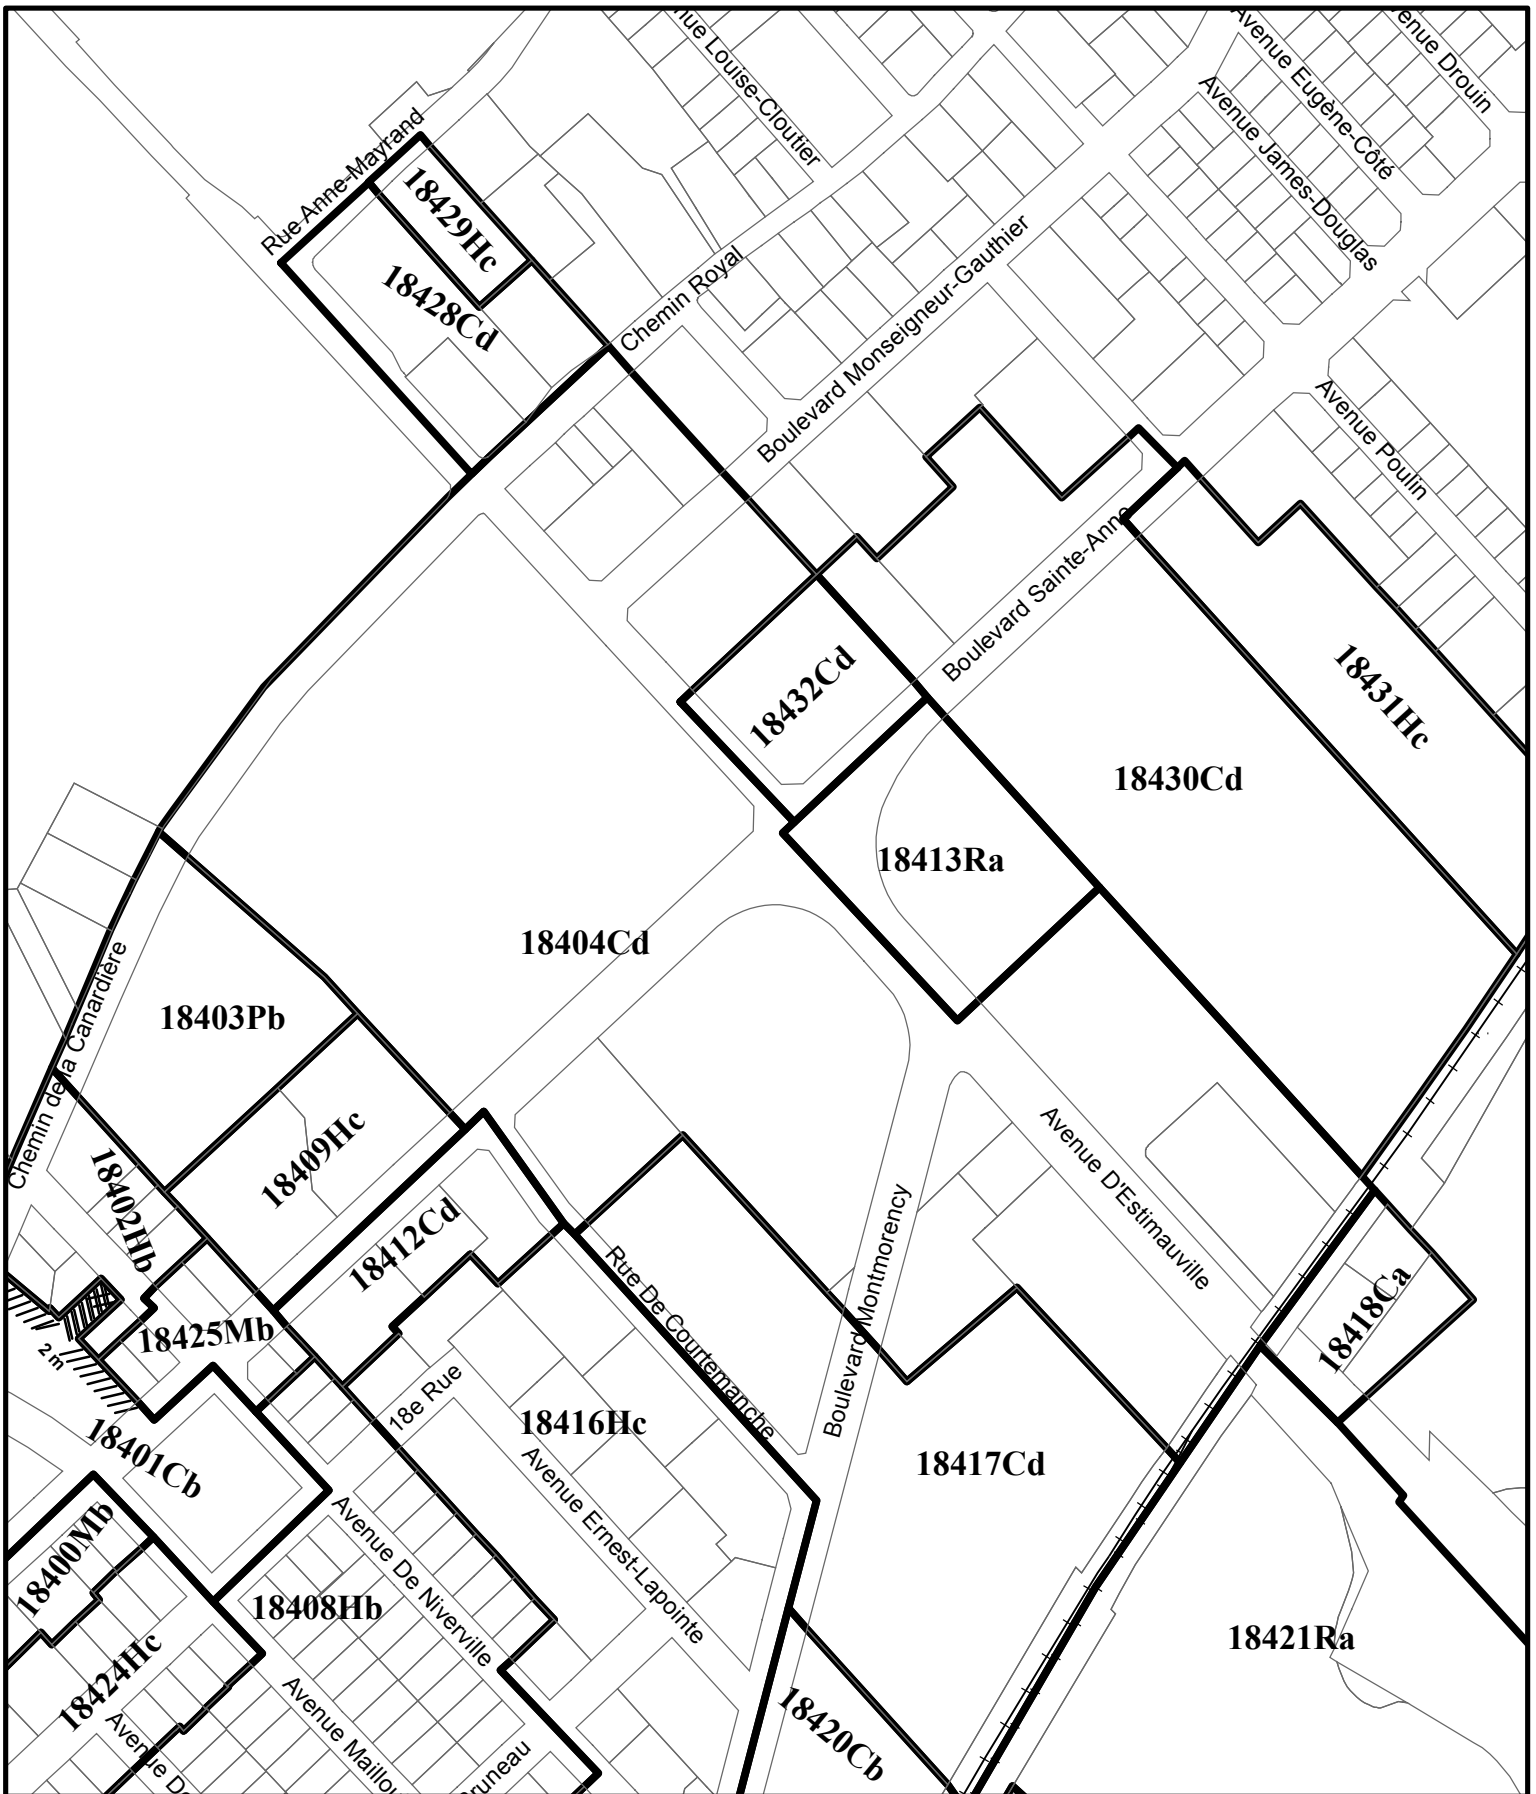 Avenue Drouin
Avenue Eugène-Côté
Louise-Cloutier
Avenue James-Douglas
Rue Anne-Mayrand
18429Hc
18428Cd
Chemin Royal
Boulevard Monseigneur-Gauthier
Avenue Poulin
Boulevard Sainte-Anne
18432Cd
18431Hc
18430Cd
18413Ra
18404Cd
18403Pb
Chemin de la Canardière
18409Hc
18402Hb
18412Cd
Avenue D'Estimauville
Boulevard Montmorency
Rue De Courtemanche
18425Mb
2 m
18418Ca
18e Rue
18416Hc
18401Cb
18417Cd
Avenue Ernest-Lapointe
18400Mb
Avenue De Niverville
18408Hb
18424Hc
18421Ra
18420Cb
Avenue
Avenue